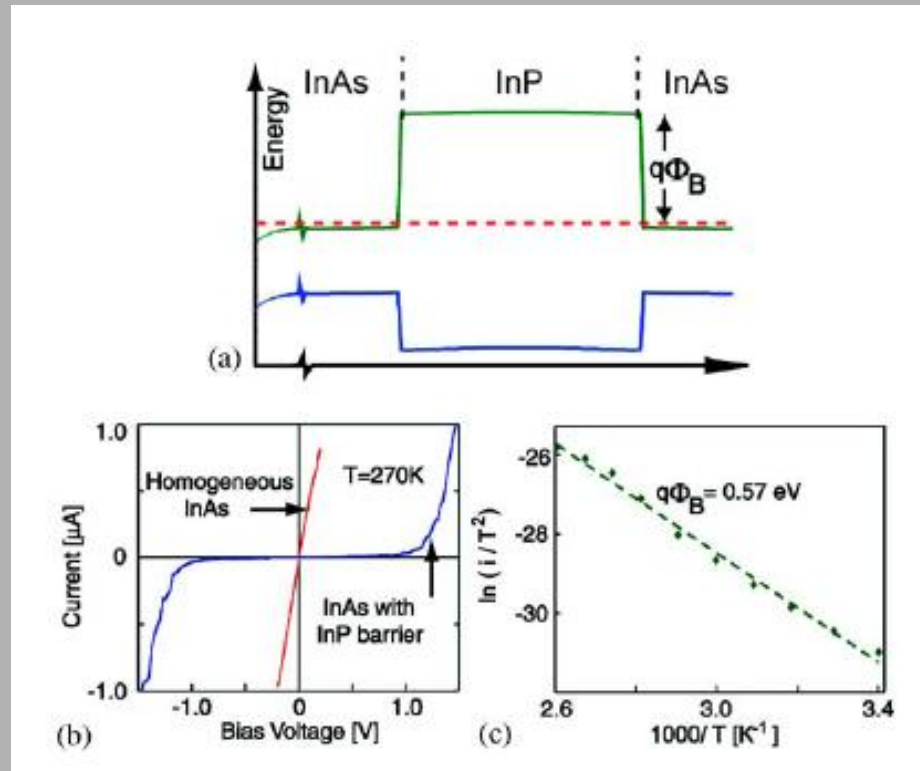 InAs InP InAs
Energy
qΦB
(a)
1.0
Homogeneous
InAs
T=270K
0
InAs with
InP barrier
-1.0
Current [μA]
-1.0 0 1.0
Bias Voltage [V]
(b)
-26
qΦB = 0.57 eV
-28
-30
ln ( i / T²)
2.6 3.0 3.4
1000/ T [K⁻¹]
(c)